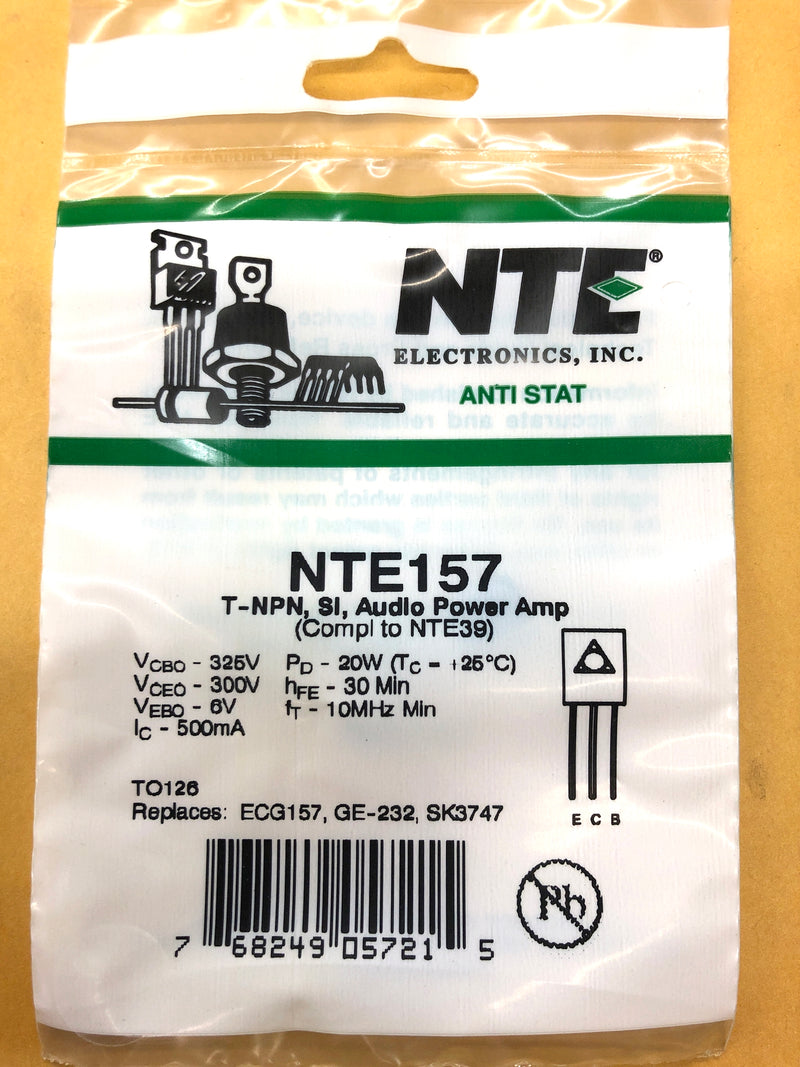 NTE®
ELECTRONICS, INC.
ANTI STAT
NTE157
T-NPN, SI, Audio Power Amp
(Compl to NTE39)
VCBO - 325V PD - 20W (TC = +25°C)
VCEO - 300V hFE - 30 Min
VEBO - 6V fT - 10MHz Min
IC - 500mA
TO126
Replaces: ECG157, GE-232, SK3747
E C B
Pb
7 68249 05721 5